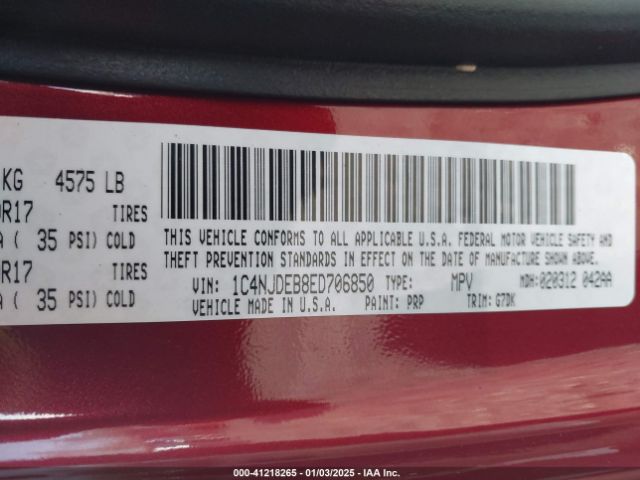 KG 4575 LB
R17 TIRES
( 35 PSI) COLD
R17 TIRES
( 35 PSI) COLD
THIS VEHICLE CONFORMS TO ALL APPLICABLE U.S.A. FEDERAL MOTOR VEHICLE SAFETY AND
THEFT PREVENTION STANDARDS IN EFFECT ON THE DATE OF MANUFACTURE SHOWN ABOVE.
VIN: 1C4NJDEB8ED706850 TYPE: MPV MDH: 020312 042AA
VEHICLE MADE IN U.S.A. PAINT: PRP TRIM: G7DK
000-41218265 - 01/03/2025 - IAA Inc.